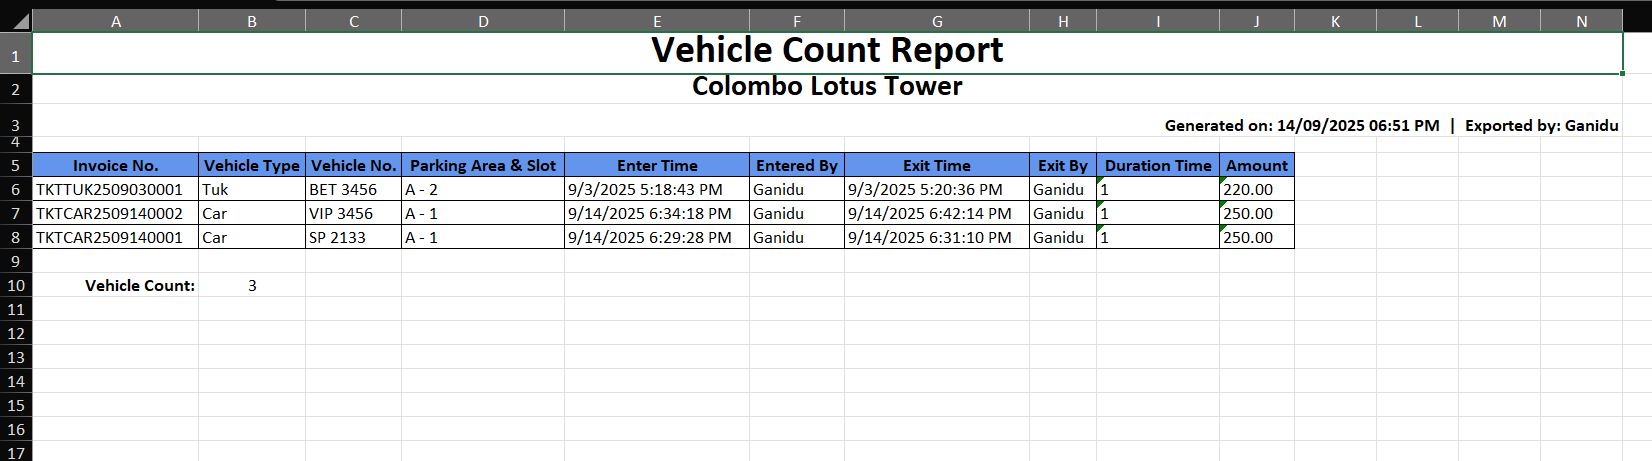 A B C D E F G H I J K L M N
1 Vehicle Count Report
2 Colombo Lotus Tower
3 Generated on: 14/09/2025 06:51 PM | Exported by: Ganidu
4
5 Invoice No. Vehicle Type Vehicle No. Parking Area & Slot Enter Time Entered By Exit Time Exit By Duration Time Amount
6 TKTTUK2509030001 Tuk BET 3456 A - 2 9/3/2025 5:18:43 PM Ganidu 9/3/2025 5:20:36 PM Ganidu 1 220.00
7 TKTCAR2509140002 Car VIP 3456 A - 1 9/14/2025 6:34:18 PM Ganidu 9/14/2025 6:42:14 PM Ganidu 1 250.00
8 TKTCAR2509140001 Car SP 2133 A - 1 9/14/2025 6:29:28 PM Ganidu 9/14/2025 6:31:10 PM Ganidu 1 250.00
9
10 Vehicle Count: 3
11
12
13
14
15
16
17